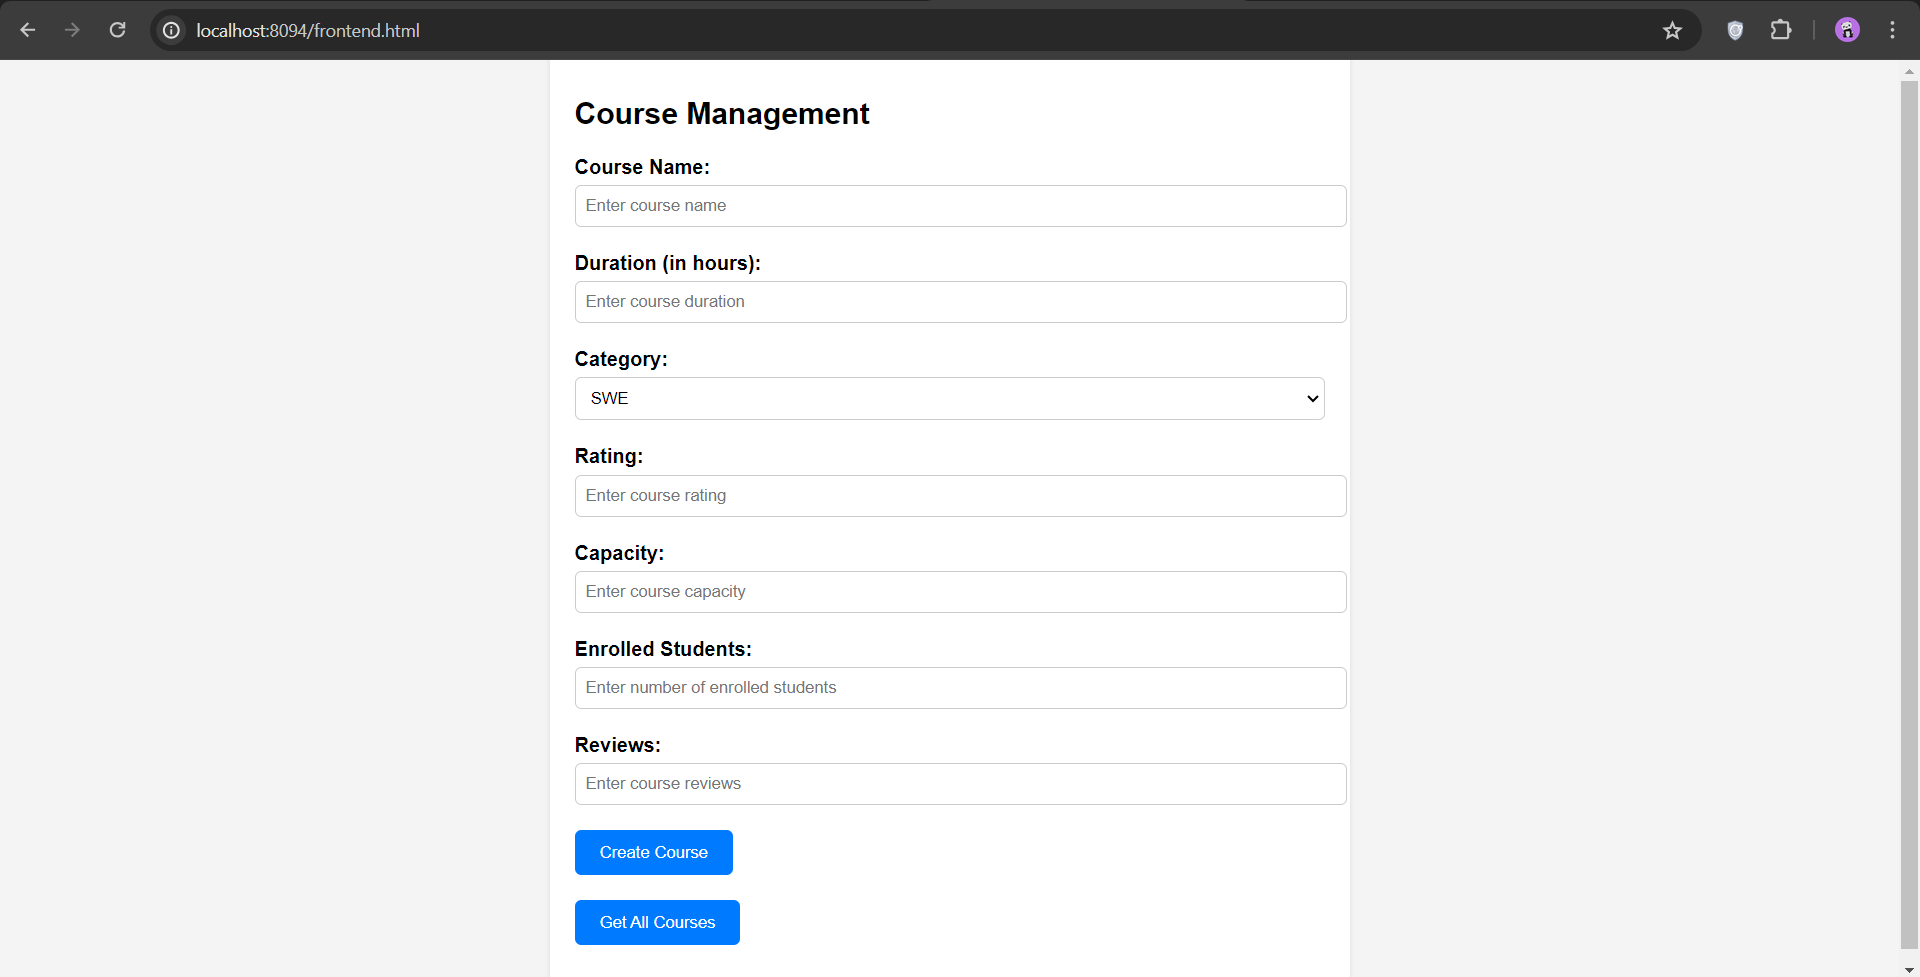 localhost:8094/frontend.html
Course Management
Course Name:
Enter course name
Duration (in hours):
Enter course duration
Category:
SWE
Rating:
Enter course rating
Capacity:
Enter course capacity
Enrolled Students:
Enter number of enrolled students
Reviews:
Enter course reviews
Create Course
Get All Courses